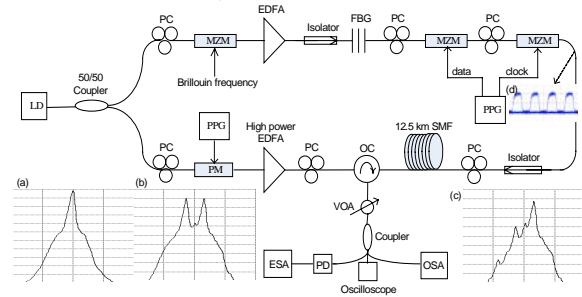 EDFA
PC
MZM
Isolator
FBG
PC
MZM
PC
MZM
Brillouin frequency
data
clock
(d)
PPG
50/50
Coupler
LD
PC
PPG
PM
High power
EDFA
PC
OC
12.5 km SMF
PC
Isolator
(a)
(b)
(c)
VOA
Coupler
ESA
PD
Oscilloscope
OSA